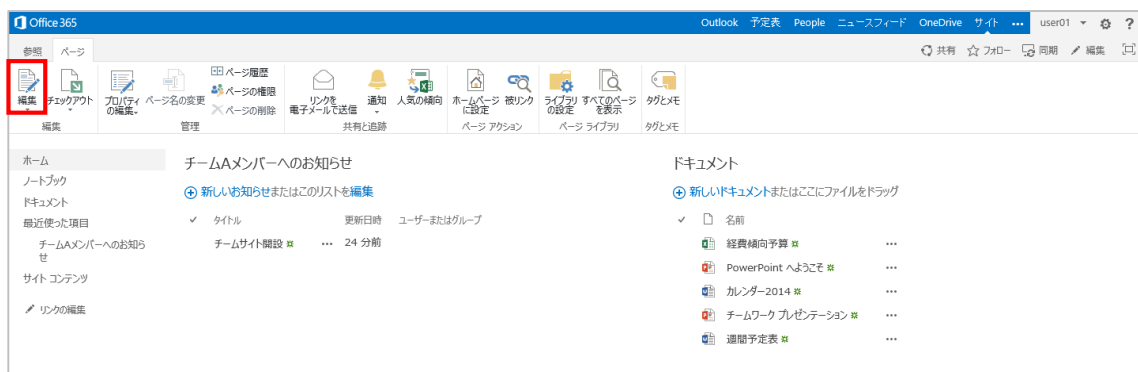 Office 365 Outlook 予定表 People ニュースフィード OneDrive サイト ••• user01 ?
参照 ページ 共有 フォロー 同期 編集
編集 チェックアウト プロパティの編集 ページ名の変更 ページ履歴 ページの権限 ページの削除 リンクを電子メールで送信 通知 人気の傾向 ホームページに設定 被リンク ライブラリの設定 すべてのページを表示 タグとメモ
編集 管理 共有と追跡 ページ アクション ページ ライブラリ タグとメモ
ホーム
ノートブック
ドキュメント
最近使った項目
チームAメンバーへのお知ら
せ
サイト コンテンツ
リンクの編集
チームAメンバーへのお知らせ
新しいお知らせまたはこのリストを編集
タイトル 更新日時 ユーザーまたはグループ
チームサイト開設 ••• 24 分前
ドキュメント
新しいドキュメントまたはここにファイルをドラッグ
名前
経費傾向予算 •••
PowerPoint へようこそ •••
カレンダー2014 •••
チームワーク プレゼンテーション •••
週間予定表 •••